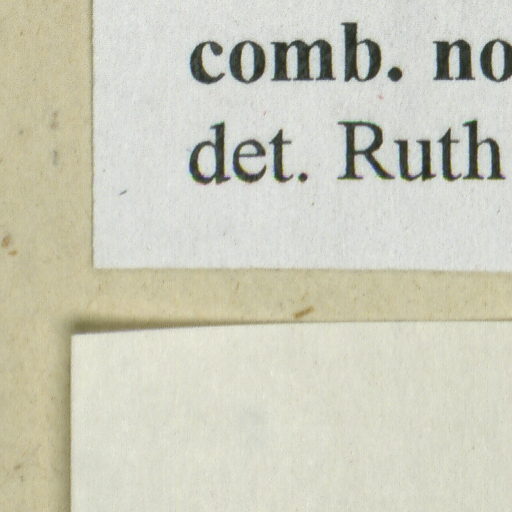 comb. no
det. Ruth